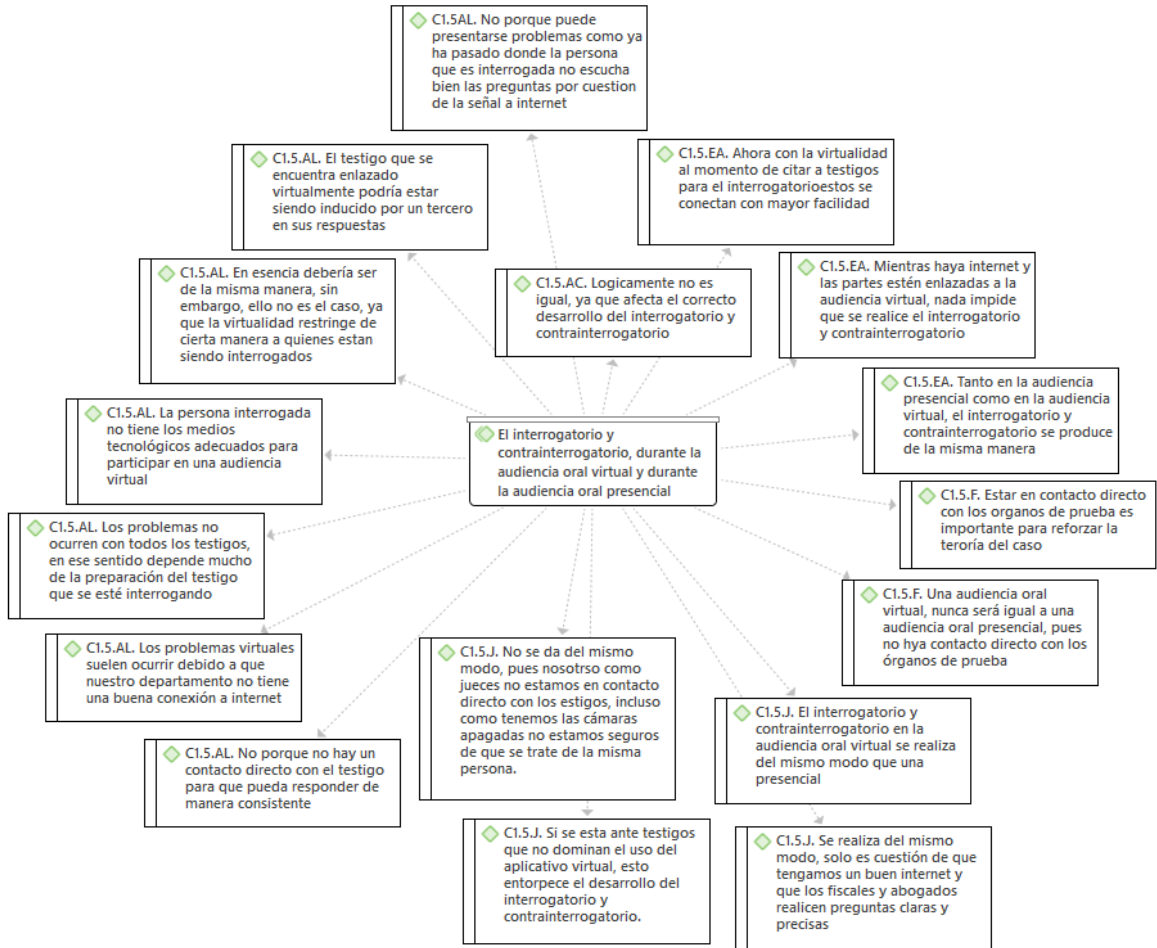 C1.5AL. No porque puede
presentarse problemas como ya
ha pasado donde la persona
que es interrogada no escucha
bien las preguntas por cuestion
de la señal a internet
C1.5.AL. El testigo que se
encuentra enlazado
virtualmente podría estar
siendo inducido por un tercero
en sus respuestas
C1.5.EA. Ahora con la virtualidad
al momento de citar a testigos
para el interrogatorioestos se
conectan con mayor facilidad
C1.5.AL. En esencia debería ser
de la misma manera, sin
embargo, ello no es el caso, ya
que la virtualidad restringe de
cierta manera a quienes estan
siendo interrogados
C1.5.AC. Logicamente no es
igual, ya que afecta el correcto
desarrollo del interrogatorio y
contrainterrogatorio
C1.5.EA. Mientras haya internet y
las partes estén enlazadas a la
audiencia virtual, nada impide
que se realice el interrogatorio
y contrainterrogatorio
C1.5.AL. La persona interrogada
no tiene los medios
tecnológicos adecuados para
participar en una audiencia
virtual
El interrogatorio y
contrainterrogatorio, durante la
audiencia oral virtual y durante
la audiencia oral presencial
C1.5.EA. Tanto en la audiencia
presencial como en la audiencia
virtual, el interrogatorio y
contrainterrogatorio se produce
de la misma manera
C1.5.F. Estar en contacto directo
con los organos de prueba es
importante para reforzar la
teroría del caso
C1.5.AL. Los problemas no
ocurren con todos los testigos,
en ese sentido depende mucho
de la preparación del testigo
que se esté interrogando
C1.5.F. Una audiencia oral
virtual, nunca será igual a una
audiencia oral presencial, pues
no hya contacto directo con los
órganos de prueba
C1.5.AL. Los problemas virtuales
suelen ocurrir debido a que
nuestro departamento no tiene
una buena conexión a internet
C1.5.J. No se da del mismo
modo, pues nosotrso como
jueces no estamos en contacto
directo con los estigos, incluso
como tenemos las cámaras
apagadas no estamos seguros
de que se trate de la misma
persona.
C1.5.J. El interrogatorio y
contrainterrogatorio en la
audiencia oral virtual se realiza
del mismo modo que una
presencial
C1.5.AL. No porque no hay un
contacto directo con el testigo
para que pueda responder de
manera consistente
C1.5.J. Si se esta ante testigos
que no dominan el uso del
aplicativo virtual, esto
entorpece el desarrollo del
interrogatorio y
contrainterrogatorio.
C1.5.J. Se realiza del mismo
modo, solo es cuestión de que
tengamos un buen internet y
que los fiscales y abogados
realicen preguntas claras y
precisas